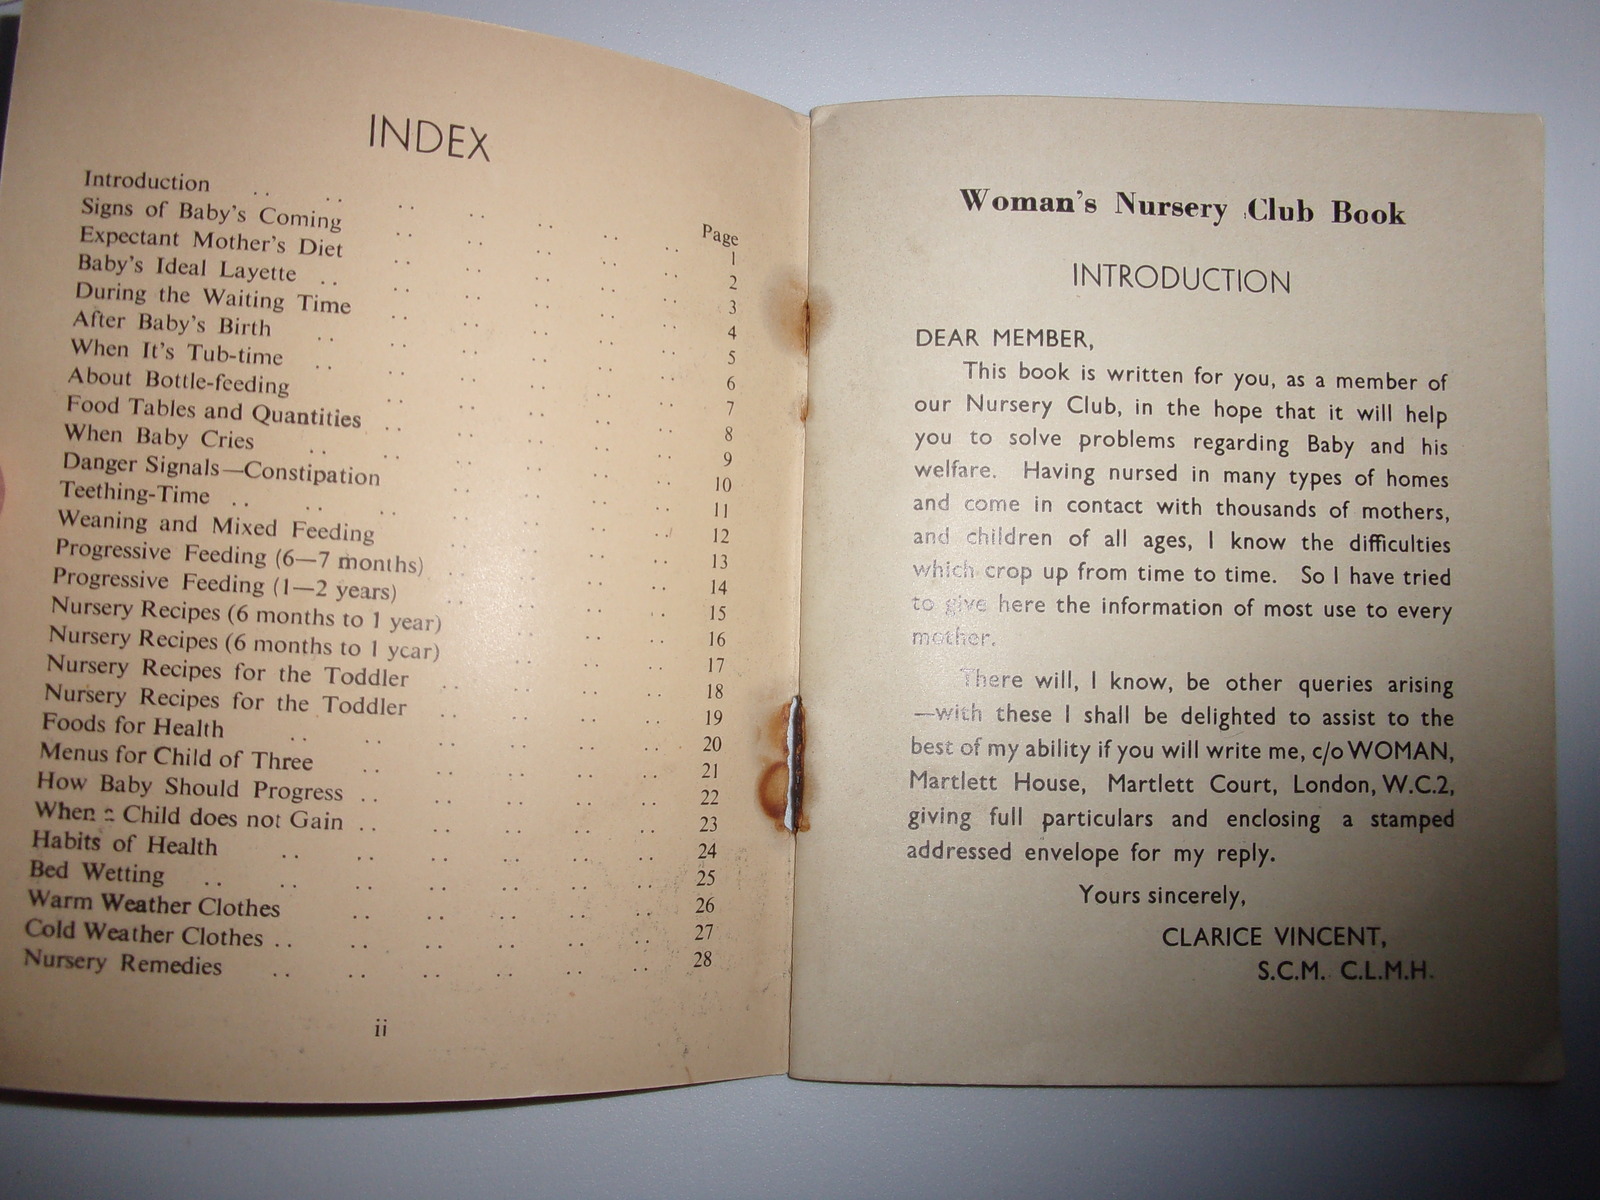 INDEX
Page
Introduction .. .. .. .. .. .. .. 1
Signs of Baby's Coming .. .. .. .. .. 2
Expectant Mother's Diet .. .. .. .. .. 3
Baby's Ideal Layette .. .. .. .. .. .. 4
During the Waiting Time .. .. .. .. .. 5
After Baby's Birth .. .. .. .. .. .. 6
When It's Tub-time .. .. .. .. .. .. 7
About Bottle-feeding .. .. .. .. .. 8
Food Tables and Quantities .. .. .. .. .. 9
When Baby Cries .. .. .. .. .. .. 10
Danger Signals—Constipation .. .. .. .. 11
Teething-Time .. .. .. .. .. .. 12
Weaning and Mixed Feeding .. .. .. .. 13
Progressive Feeding (6—7 months) .. .. .. .. 14
Progressive Feeding (1—2 years) .. .. .. .. 15
Nursery Recipes (6 months to 1 year) .. .. .. 16
Nursery Recipes (6 months to 1 year) .. .. .. 17
Nursery Recipes for the Toddler .. .. .. .. 18
Nursery Recipes for the Toddler .. .. .. .. 19
Foods for Health .. .. .. .. .. .. 20
Menus for Child of Three .. .. .. .. .. 21
How Baby Should Progress .. .. .. .. .. 22
When a Child does not Gain .. .. .. .. .. 23
Habits of Health .. .. .. .. .. .. 24
Bed Wetting .. .. .. .. .. .. .. 25
Warm Weather Clothes .. .. .. .. .. 26
Cold Weather Clothes .. .. .. .. .. .. 27
Nursery Remedies .. .. .. .. .. .. 28
ii
Woman's Nursery Club Book
INTRODUCTION
DEAR MEMBER,
This book is written for you, as a member of
our Nursery Club, in the hope that it will help
you to solve problems regarding Baby and his
welfare. Having nursed in many types of homes
and come in contact with thousands of mothers,
and children of all ages, I know the difficulties
which crop up from time to time. So I have tried
to give here the information of most use to every
mother.
There will, I know, be other queries arising
—with these I shall be delighted to assist to the
best of my ability if you will write me, c/o WOMAN,
Martlett House, Martlett Court, London, W.C.2,
giving full particulars and enclosing a stamped
addressed envelope for my reply.
Yours sincerely,
CLARICE VINCENT,
S.C.M. C.L.M.H.